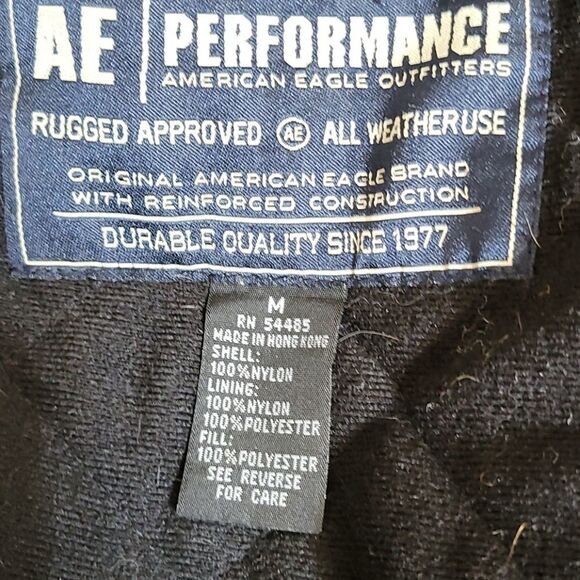 AE | PERFORMANCE
AMERICAN EAGLE OUTFITTERS
RUGGED APPROVED AE ALL WEATHER USE
ORIGINAL AMERICAN EAGLE BRAND
WITH REINFORCED CONSTRUCTION
DURABLE QUALITY SINCE 1977
M
RN 54485
MADE IN HONG KONG
SHELL:
100%NYLON
LINING:
100%NYLON
100%POLYESTER
FILL:
100%POLYESTER
SEE REVERSE
FOR CARE